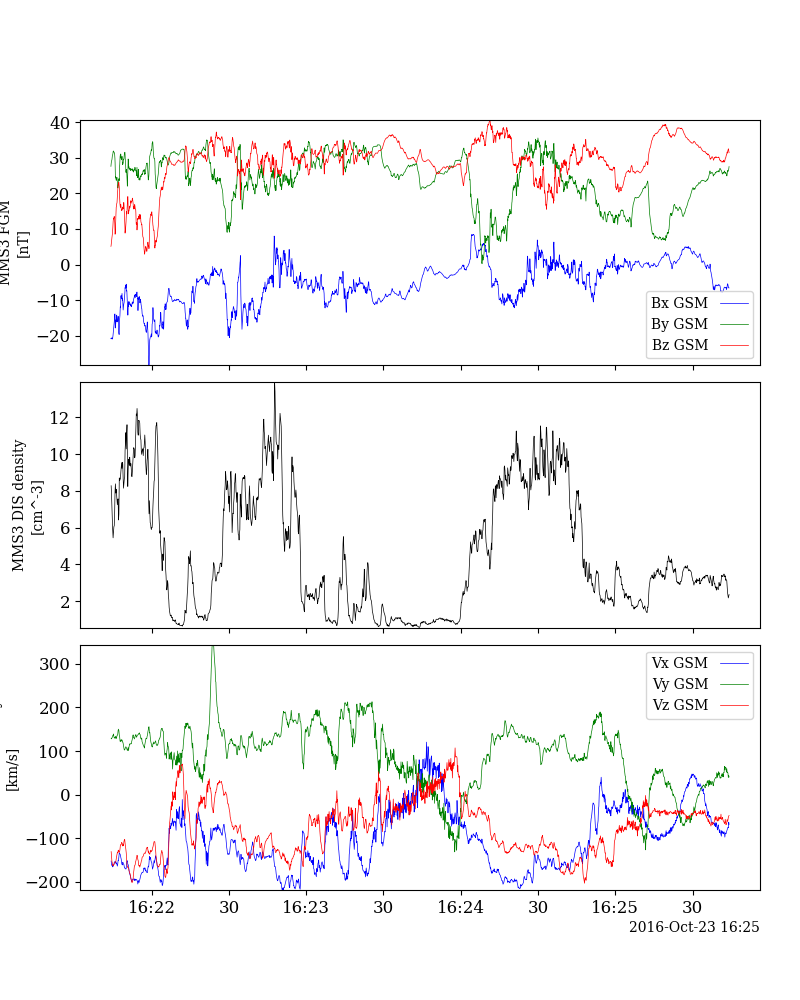 40
30
20
10
0
−10
−20
MMS3 FGM
[nT]
Bx GSM
By GSM
Bz GSM
12
10
8
6
4
2
MMS3 DIS density
[cm^-3]
300
200
100
0
−100
−200
[km/s]
Vx GSM
Vy GSM
Vz GSM
16:22 30 16:23 30 16:24 30 16:25 30
2016-Oct-23 16:25